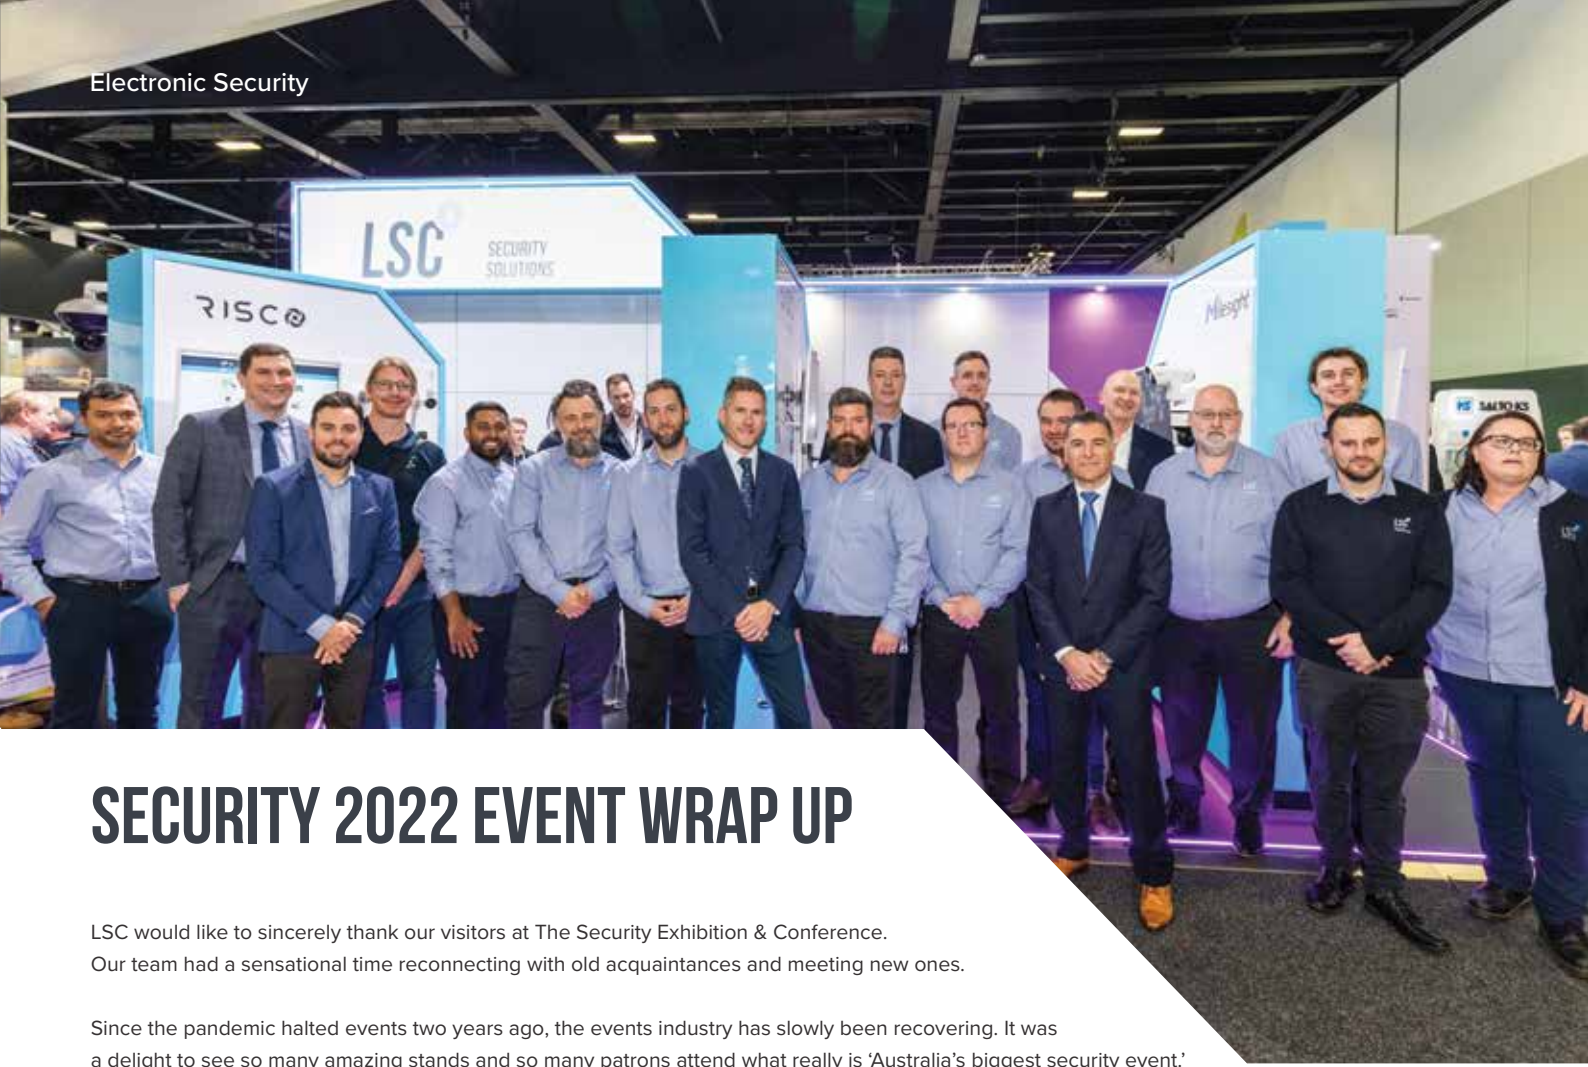 Electronic Security
LSC
SECURITY
SOLUTIONS
RISCO
Milesight
SALTO KS
SECURITY 2022 EVENT WRAP UP
LSC would like to sincerely thank our visitors at The Security Exhibition & Conference.
Our team had a sensational time reconnecting with old acquaintances and meeting new ones.
Since the pandemic halted events two years ago, the events industry has slowly been recovering. It was
a delight to see so many amazing stands and so many patrons attend what really is ‘Australia’s biggest security event.’